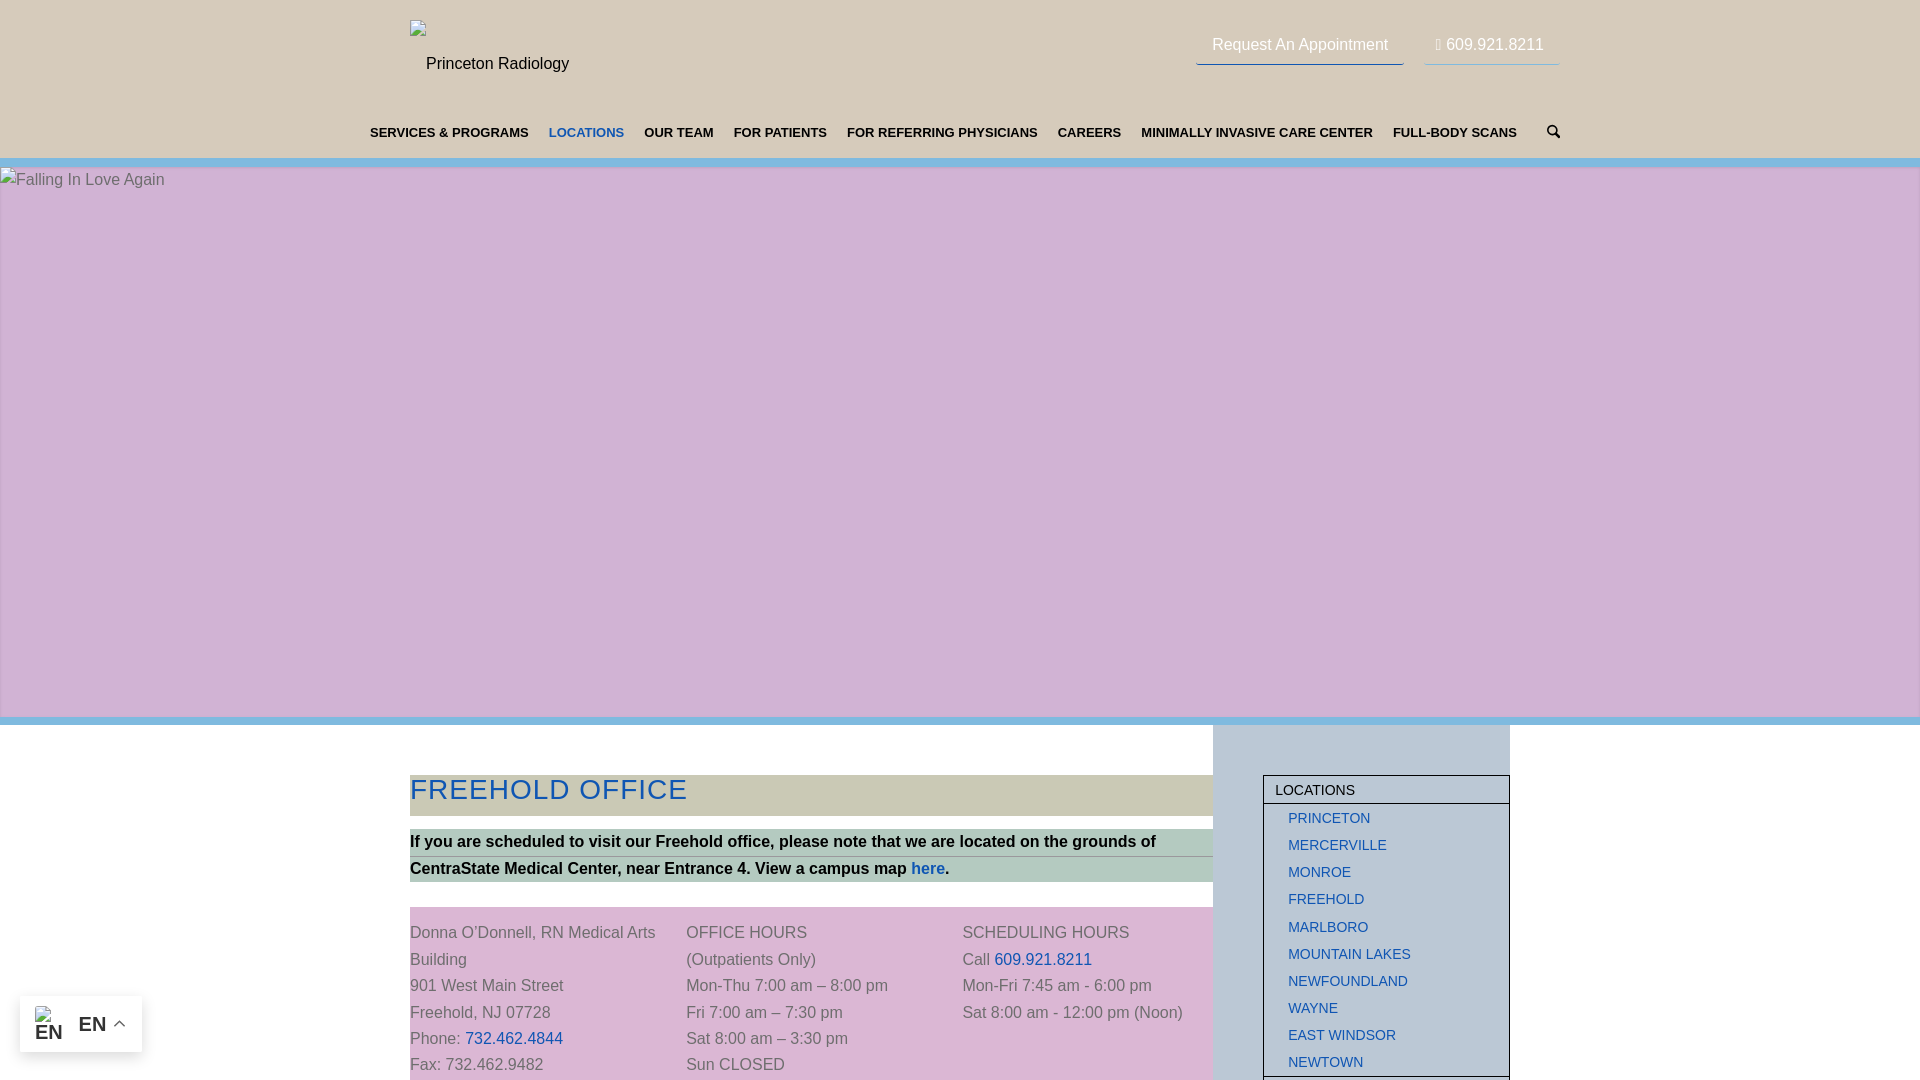 Princeton Radiology
Request An Appointment
609.921.8211
SERVICES & PROGRAMS LOCATIONS OUR TEAM FOR PATIENTS FOR REFERRING PHYSICIANS CAREERS MINIMALLY INVASIVE CARE CENTER FULL-BODY SCANS
Falling In Love Again
FREEHOLD OFFICE
If you are scheduled to visit our Freehold office, please note that we are located on the grounds of
CentraState Medical Center, near Entrance 4. View a campus map here.
Donna O’Donnell, RN Medical Arts
Building
901 West Main Street
Freehold, NJ 07728
Phone: 732.462.4844
Fax: 732.462.9482
OFFICE HOURS
(Outpatients Only)
Mon-Thu 7:00 am – 8:00 pm
Fri 7:00 am – 7:30 pm
Sat 8:00 am – 3:30 pm
Sun CLOSED
SCHEDULING HOURS
Call 609.921.8211
Mon-Fri 7:45 am - 6:00 pm
Sat 8:00 am - 12:00 pm (Noon)
LOCATIONS
PRINCETON
MERCERVILLE
MONROE
FREEHOLD
MARLBORO
MOUNTAIN LAKES
NEWFOUNDLAND
WAYNE
EAST WINDSOR
NEWTOWN
EN EN